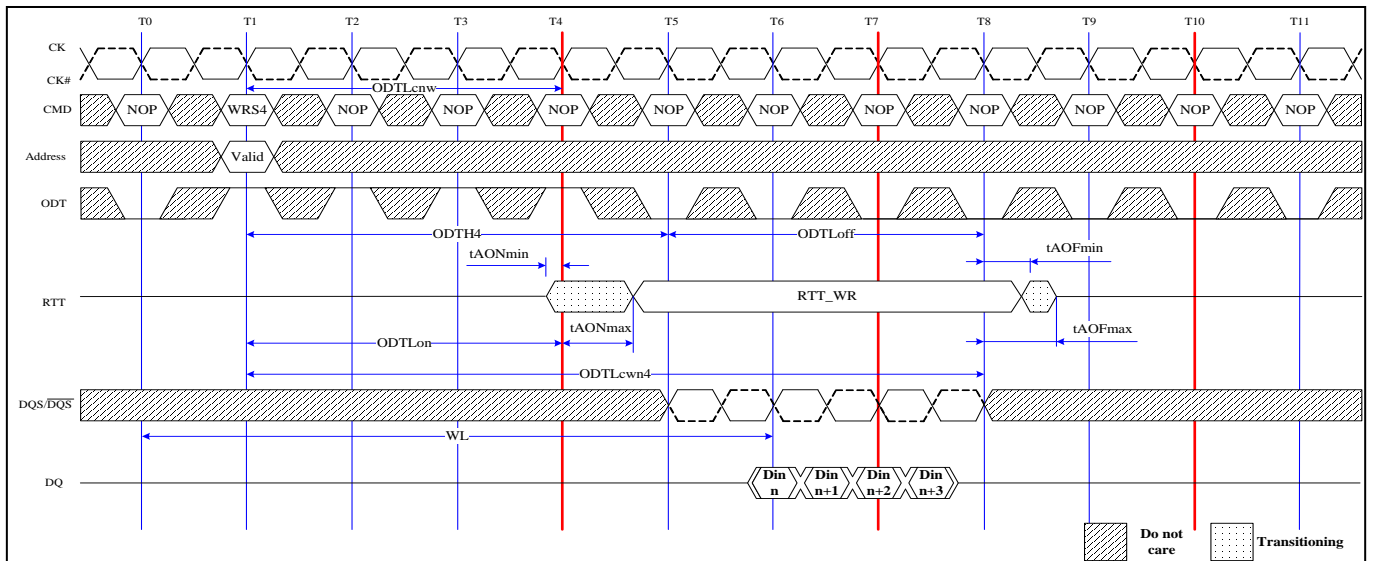 T0 T1 T2 T3 T4 T5 T6 T7 T8 T9 T10 T11
CK
CK#
ODTLcnw
CMD NOP WRS4 NOP NOP NOP NOP NOP NOP NOP NOP NOP NOP
Address Valid
ODT
ODTH4 ODTLoff
tAONmin tAOFmin
RTT RTT_WR
tAONmax tAOFmax
ODTLon
ODTLcwn4
DQS/DQS
WL
DQ Din n Din n+1 Din n+2 Din n+3
Do not care Transitioning